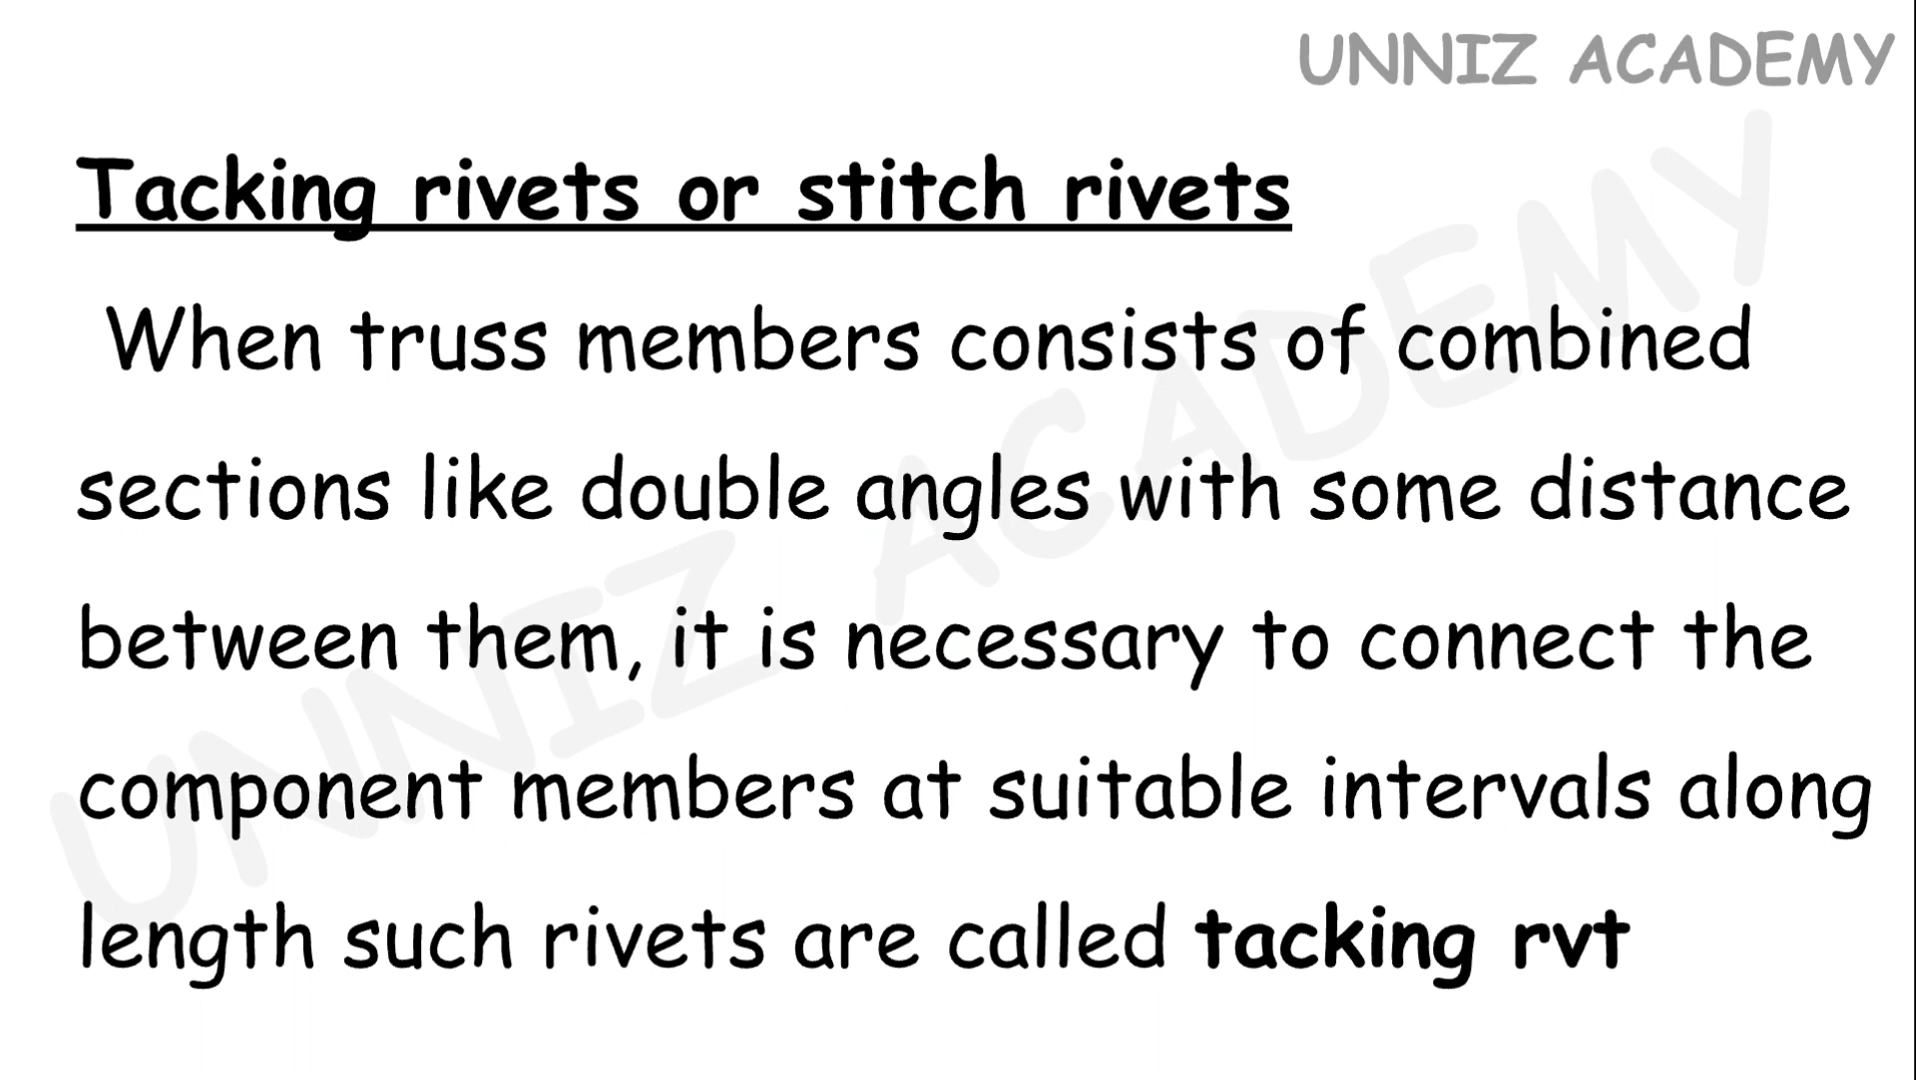 UNNIZ ACADEMY
Tacking rivets or stitch rivets
When truss members consists of combined
sections like double angles with some distance
between them, it is necessary to connect the
component members at suitable intervals along
length such rivets are called tacking rvt
UNNIZ ACADEMY